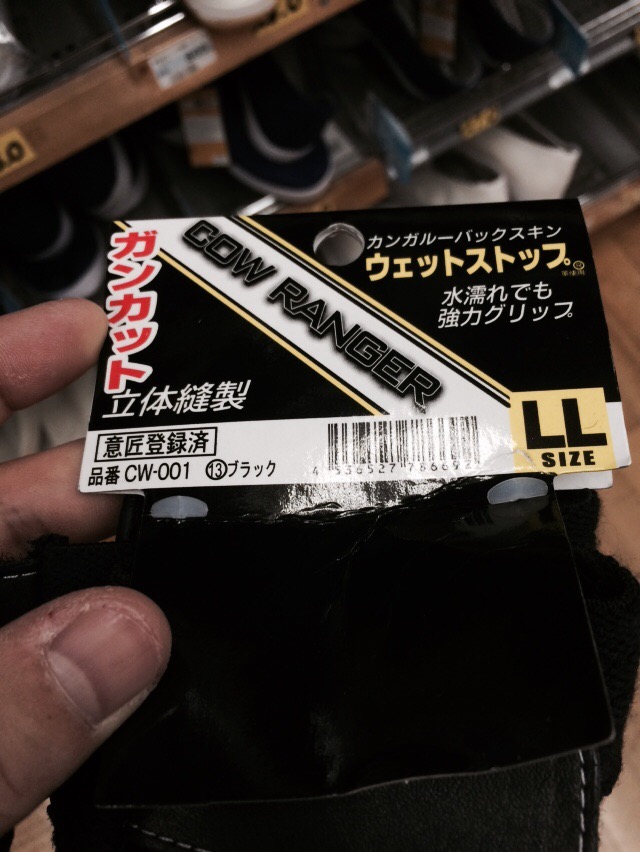 ガンカット
立体縫製
COW RANGER
カンガルーバックスキン
ウェットストップ®
革使用
水濡れでも
強力グリップ
LL
SIZE
意匠登録済
品番 CW-001 ⑬ブラック